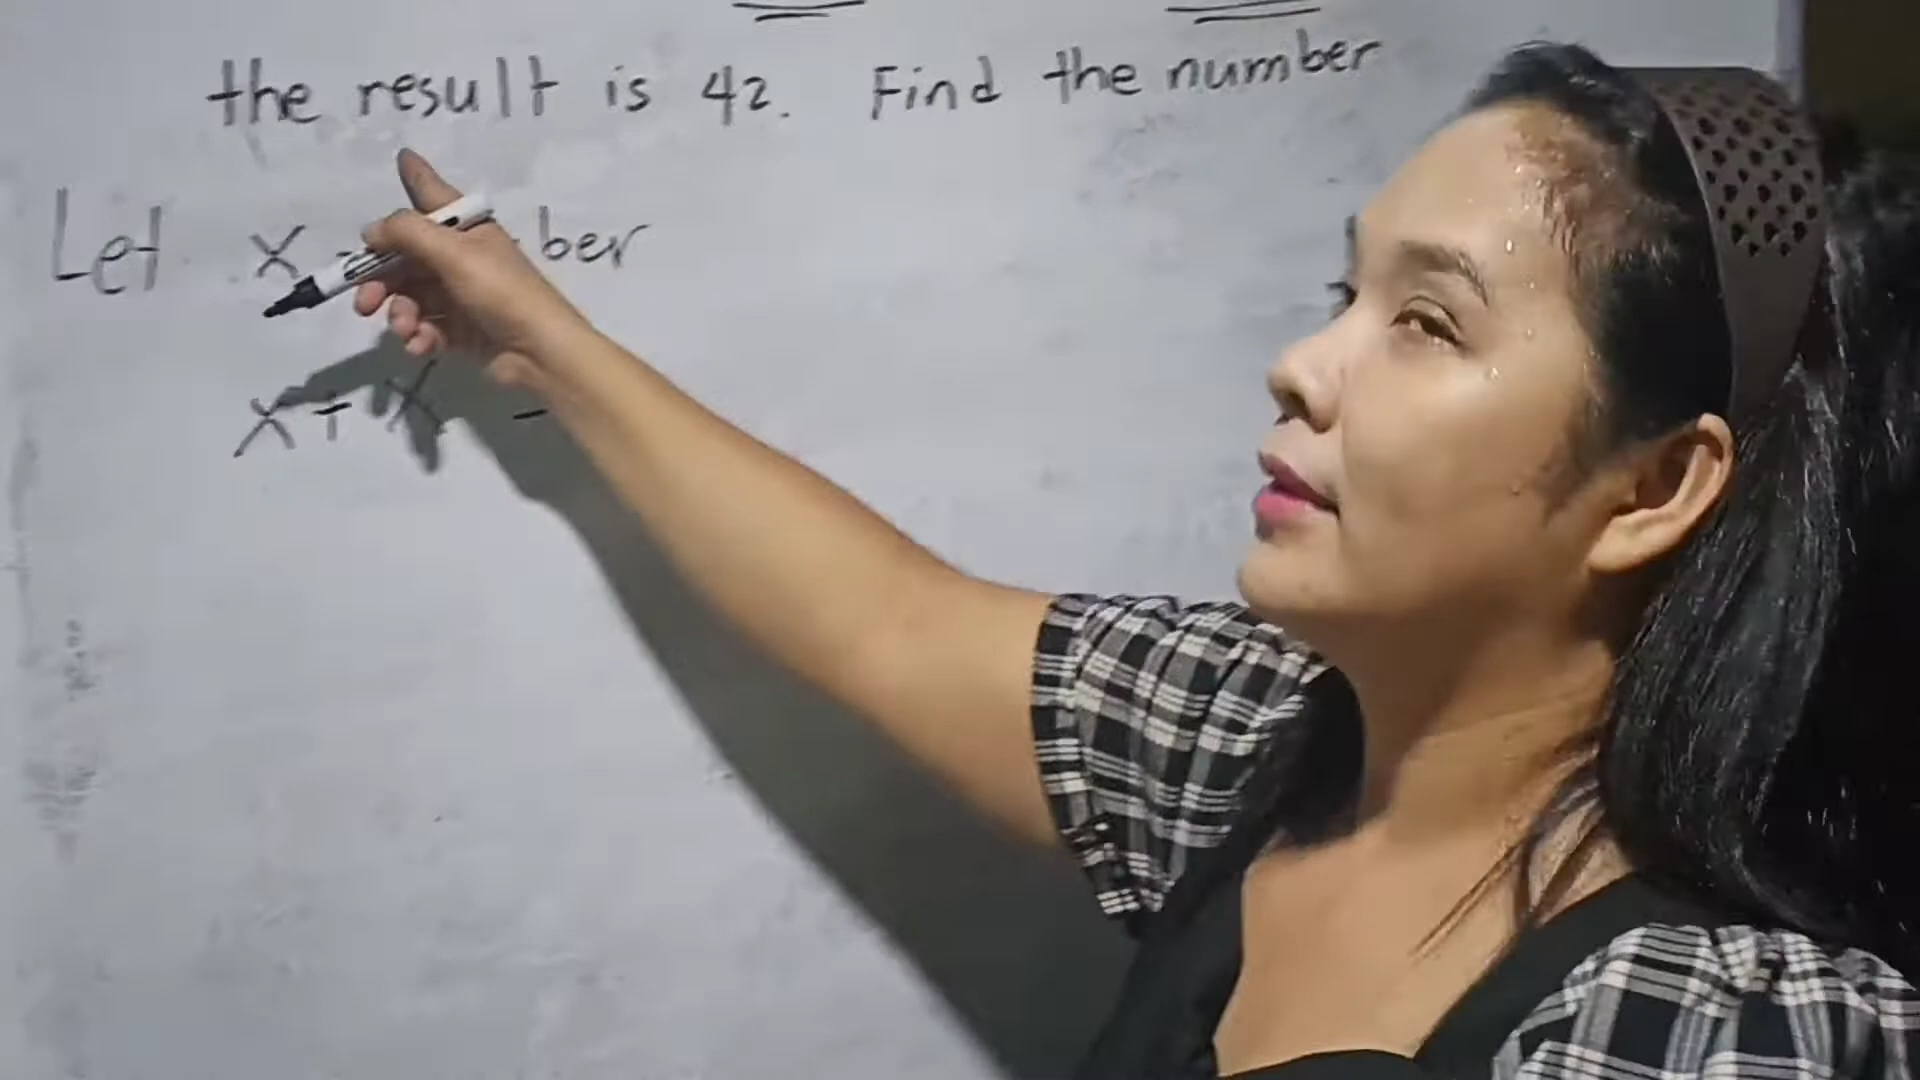 the result is 42. Find the number
Let x ber
x + x